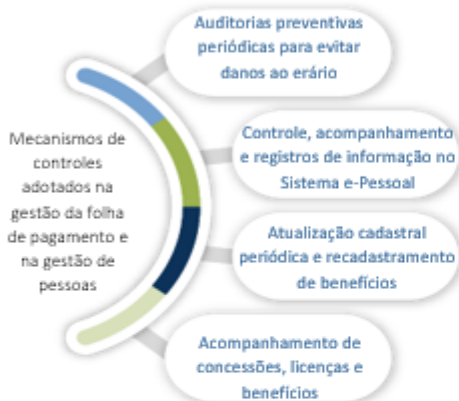 Mecanismos de
controles
adotados na
gestão da folha
de pagamento e
na gestão de
pessoas
Auditorias preventivas
periódicas para evitar
danos ao erário
Controle, acompanhamento
e registros de informação no
Sistema e-Pessoal
Atualização cadastral
periódica e recadastramento
de benefícios
Acompanhamento de
concessões, licenças e
benefícios